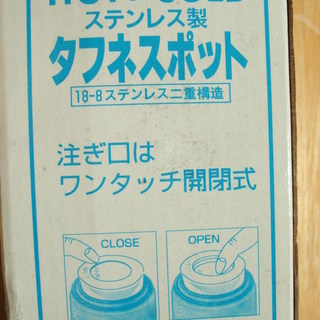 ステンレス製
タフネスポット
18-8ステンレス二重構造
注ぎ口は
ワンタッチ開閉式
CLOSE
OPEN